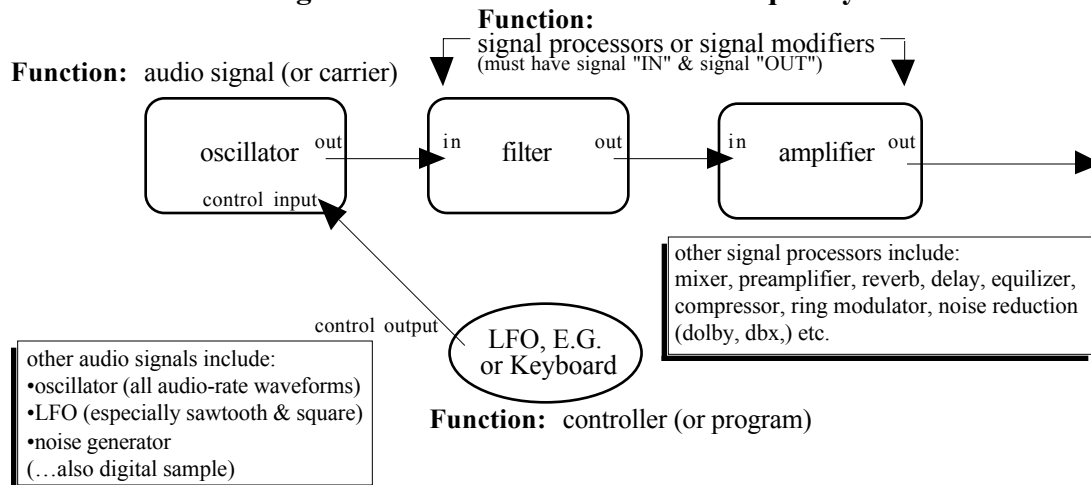 Function:
signal processors or signal modifiers
(must have signal "IN" & signal "OUT")
Function: audio signal (or carrier)
oscillator
out
control input
in
filter
out
in
amplifier
out
other signal processors include:
mixer, preamplifier, reverb, delay, equilizer,
compressor, ring modulator, noise reduction
(dolby, dbx,) etc.
control output
LFO, E.G.
or Keyboard
Function: controller (or program)
other audio signals include:
•oscillator (all audio-rate waveforms)
•LFO (especially sawtooth & square)
•noise generator
(…also digital sample)